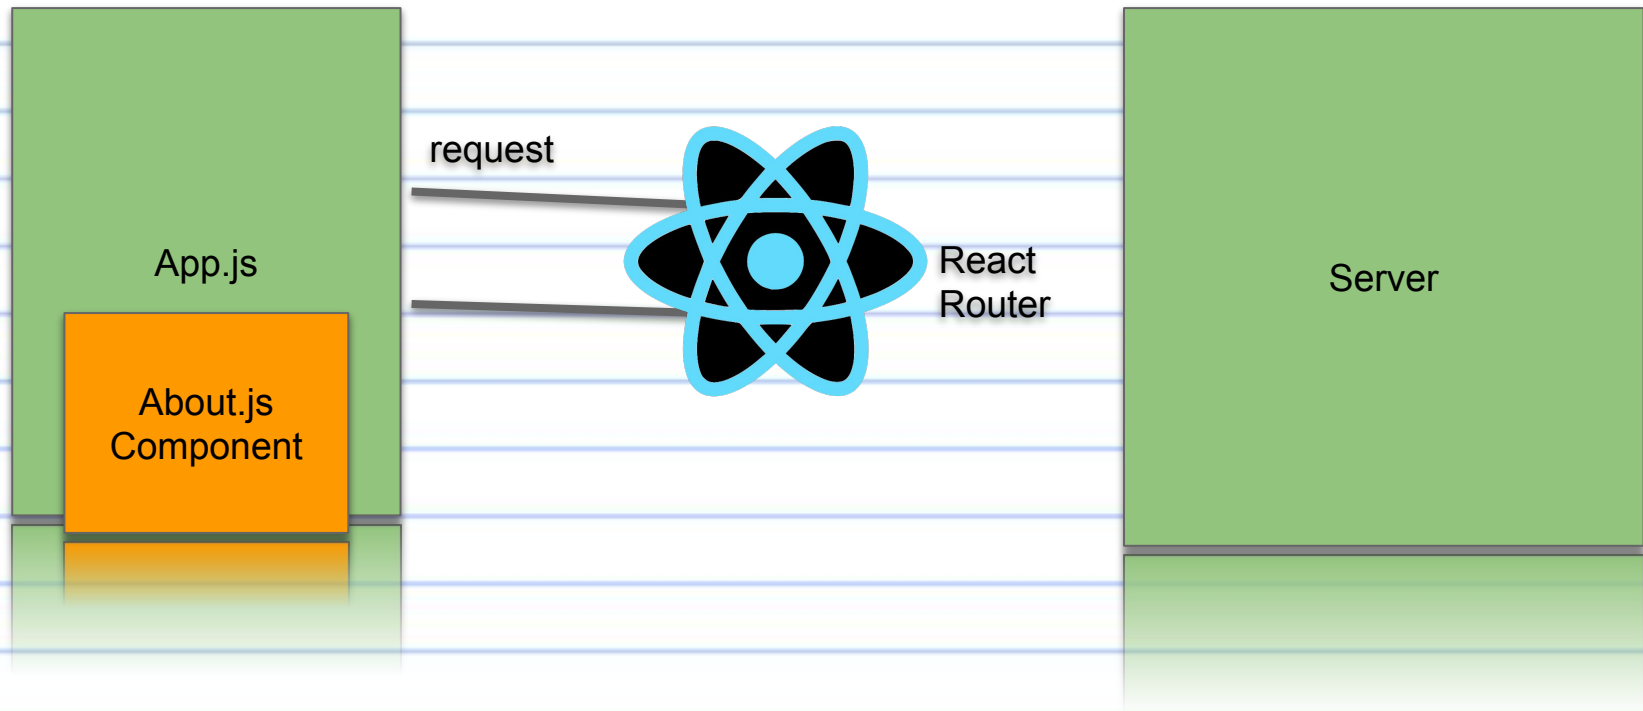 request
App.js
About.js
Component
React
Router
Server